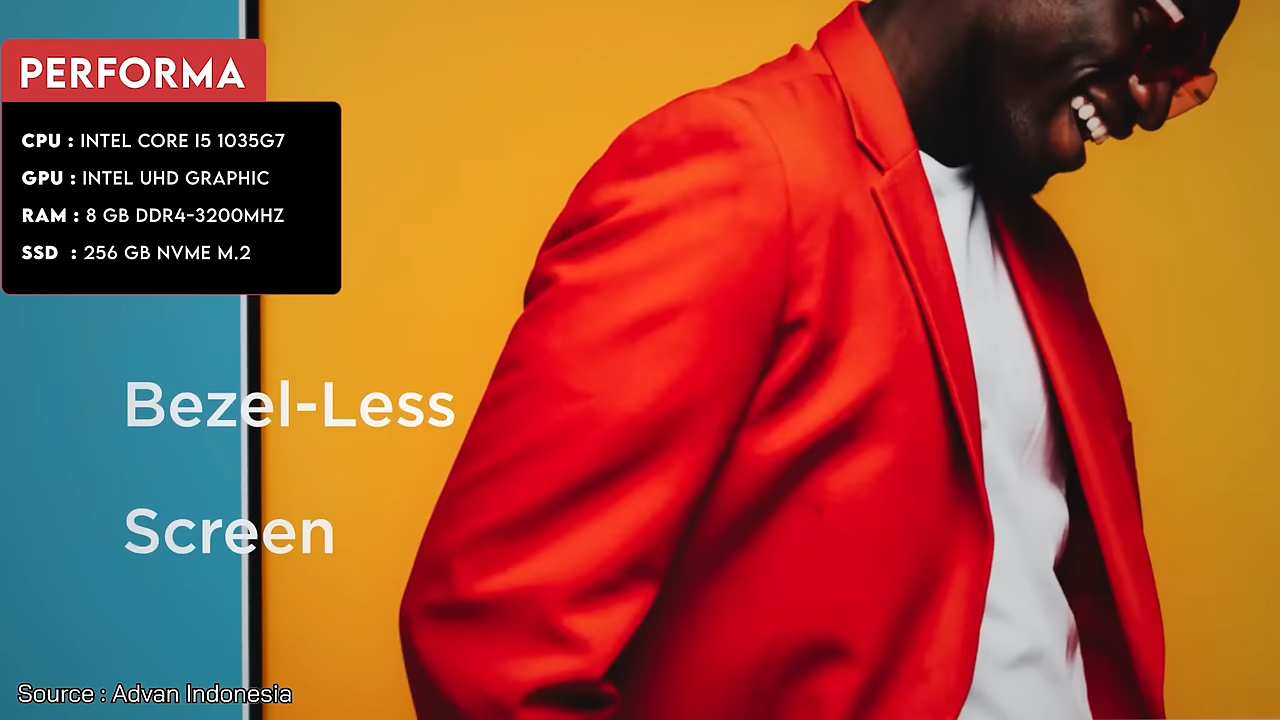 PERFORMA
CPU : INTEL CORE I5 1035G7
GPU : INTEL UHD GRAPHIC
RAM : 8 GB DDR4-3200MHZ
SSD : 256 GB NVME M.2
Bezel-Less
Screen
Source : Advan Indonesia